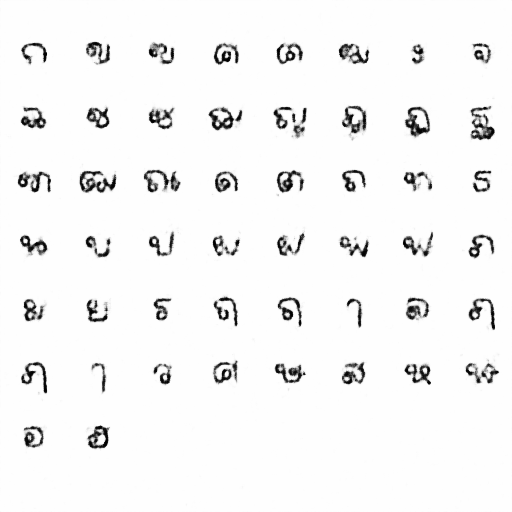 ก ข ฃ ค ฅ ฆ ง จ
ฉ ช ซ ฌ ญ ฎ ฏ ฐ
ฑ ฒ ณ ด ต ถ ท ธ
น บ ป ผ ฝ พ ฟ ภ
ม ย ร ฤ ฤ ๅ ล ฦ
ฦ ๅ ว ศ ษ ส ห ฬ
อ ฮ